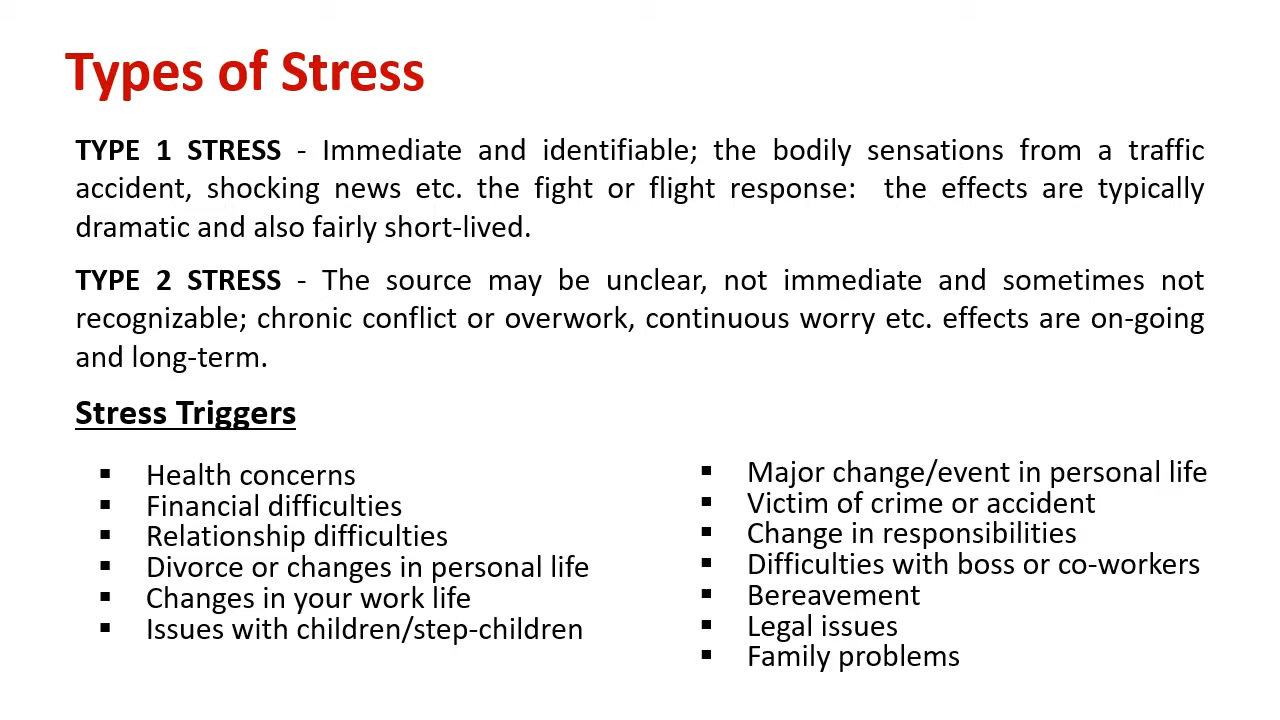 Types of Stress
TYPE 1 STRESS - Immediate and identifiable; the bodily sensations from a traffic
accident, shocking news etc. the fight or flight response:  the effects are typically
dramatic and also fairly short-lived.
TYPE 2 STRESS - The source may be unclear, not immediate and sometimes not
recognizable; chronic conflict or overwork, continuous worry etc. effects are on-going
and long-term.
Stress Triggers
▪ Health concerns
▪ Financial difficulties
▪ Relationship difficulties
▪ Divorce or changes in personal life
▪ Changes in your work life
▪ Issues with children/step-children
▪ Major change/event in personal life
▪ Victim of crime or accident
▪ Change in responsibilities
▪ Difficulties with boss or co-workers
▪ Bereavement
▪ Legal issues
▪ Family problems